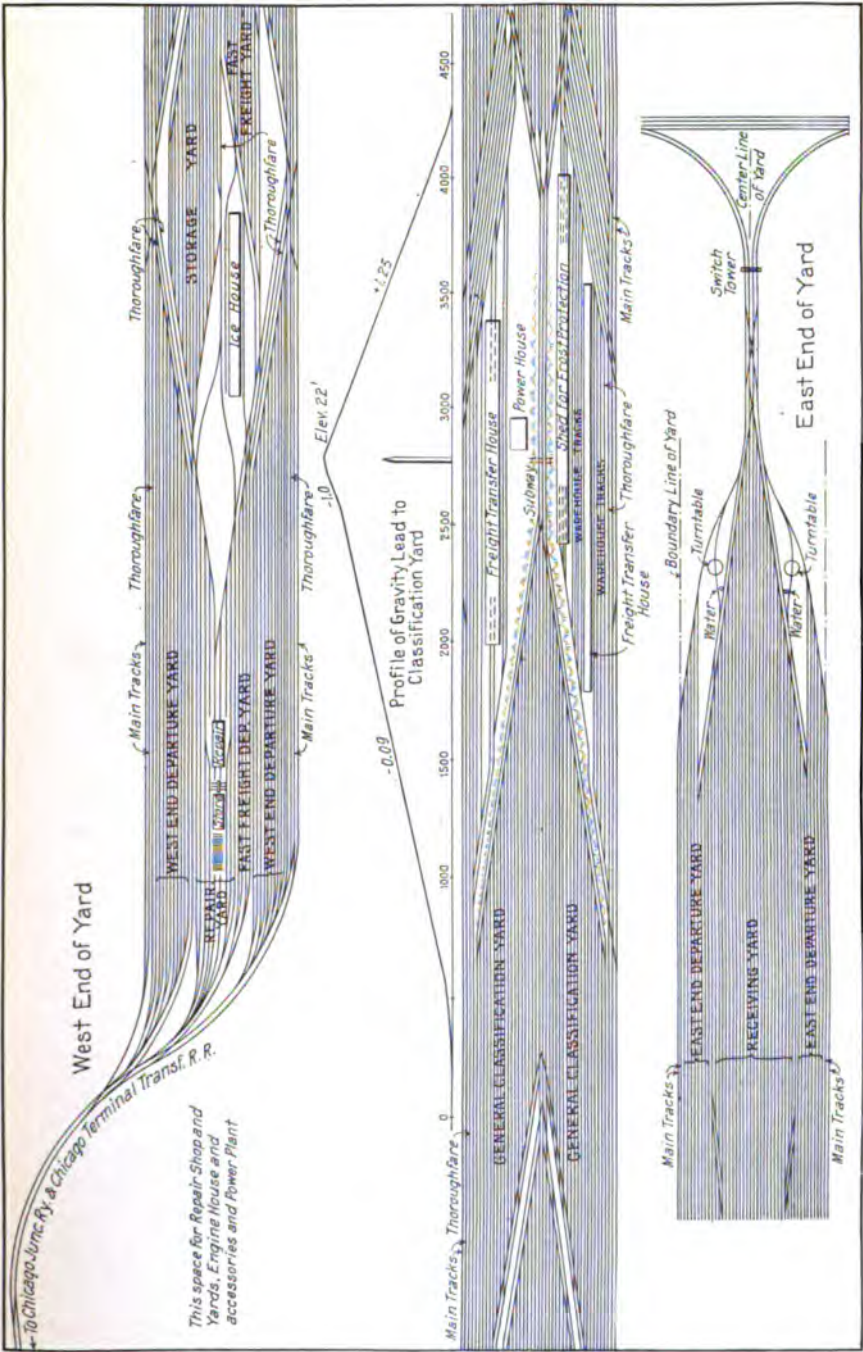 West End of Yard
To Chicago Junc. Ry. & Chicago Terminal Transf. R.R.
This space for Repair Shop and
Yards, Engine House and
accessories and Power Plant
Main Tracks
Thoroughfare
Thoroughfare
WEST END DEPARTURE YARD
REPAIR
YARD
Repair
FAST FREIGHT DEP. YARD
WEST END DEPARTURE YARD
Main Tracks
Thoroughfare
STORAGE YARD
Ice House
FAST
FREIGHT YARD
Thoroughfare
Elev. 22'
-0.09
-1.0
+1.25
Profile of Gravity Lead to
Classification Yard
0
1000
1500
2000
2500
3000
3500
4000
4500
Main Tracks
Thoroughfare
GENERAL CLASSIFICATION YARD
GENERAL CLASSIFICATION YARD
Freight Transfer House
Subway
Power House
Shed for Frost Protection
WAREHOUSE TRACKS
WAREHOUSE TRACKS
Freight Transfer
House
Thoroughfare
Main Tracks
Main Tracks
EAST END DEPARTURE YARD
RECEIVING YARD
EAST END DEPARTURE YARD
Main Tracks
Boundary Line of Yard
Turntable
Water
Water
Turntable
Switch
Tower
Center Line
of Yard
East End of Yard